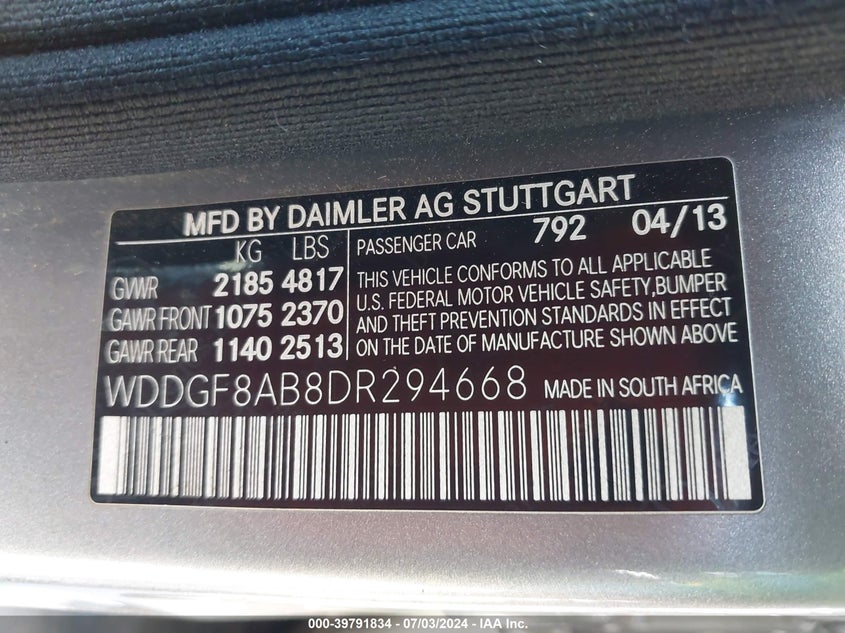 MFD BY DAIMLER AG STUTTGART
KG LBS
GVWR 2185 4817
GAWR FRONT 1075 2370
GAWR REAR 1140 2513
PASSENGER CAR 792 04/13
THIS VEHICLE CONFORMS TO ALL APPLICABLE
U.S. FEDERAL MOTOR VEHICLE SAFETY,BUMPER
AND THEFT PREVENTION STANDARDS IN EFFECT
ON THE DATE OF MANUFACTURE SHOWN ABOVE
WDDGF8AB8DR294668 MADE IN SOUTH AFRICA
000-39791834 - 07/03/2024 - IAA Inc.